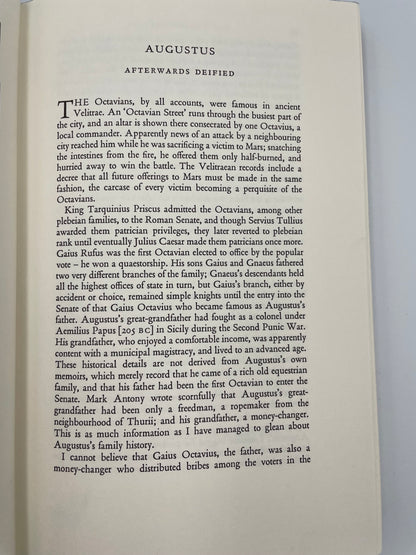 AUGUSTUS
AFTERWARDS DEIFIED
THE Octavians, by all accounts, were famous in ancient
Velitrae. An 'Octavian Street' runs through the busiest part of
the city, and an altar is shown there consecrated by one Octavius, a
local commander. Apparently news of an attack by a neighbouring
city reached him while he was sacrificing a victim to Mars; snatching
the intestines from the fire, he offered them only half-burned, and
hurried away to win the battle. The Velitraean records include a
decree that all future offerings to Mars must be made in the same
fashion, the carcase of every victim becoming a perquisite of the
Octavians.
King Tarquinius Priscus admitted the Octavians, among other
plebeian families, to the Roman Senate, and though Servius Tullius
awarded them patrician privileges, they later reverted to plebeian
rank until eventually Julius Caesar made them patricians once more.
Gaius Rufus was the first Octavian elected to office by the popular
vote – he won a quaestorship. His sons Gaius and Gnaeus fathered
two very different branches of the family; Gnaeus's descendants held
all the highest offices of state in turn, but Gaius's branch, either by
accident or choice, remained simple knights until the entry into the
Senate of that Gaius Octavius who became famous as Augustus's
father. Augustus's great-grandfather had fought as a colonel under
Aemilius Papus [205 BC] in Sicily during the Second Punic War.
His grandfather, who enjoyed a comfortable income, was apparently
content with a municipal magistracy, and lived to an advanced age.
These historical details are not derived from Augustus's own
memoirs, which merely record that he came of a rich old equestrian
family, and that his father had been the first Octavian to enter the
Senate. Mark Antony wrote scornfully that Augustus's great-
grandfather had been only a freedman, a ropemaker from the
neighbourhood of Thurii; and his grandfather, a money-changer.
This is as much information as I have managed to glean about
Augustus's family history.
I cannot believe that Gaius Octavius, the father, was also a
money-changer who distributed bribes among the voters in the